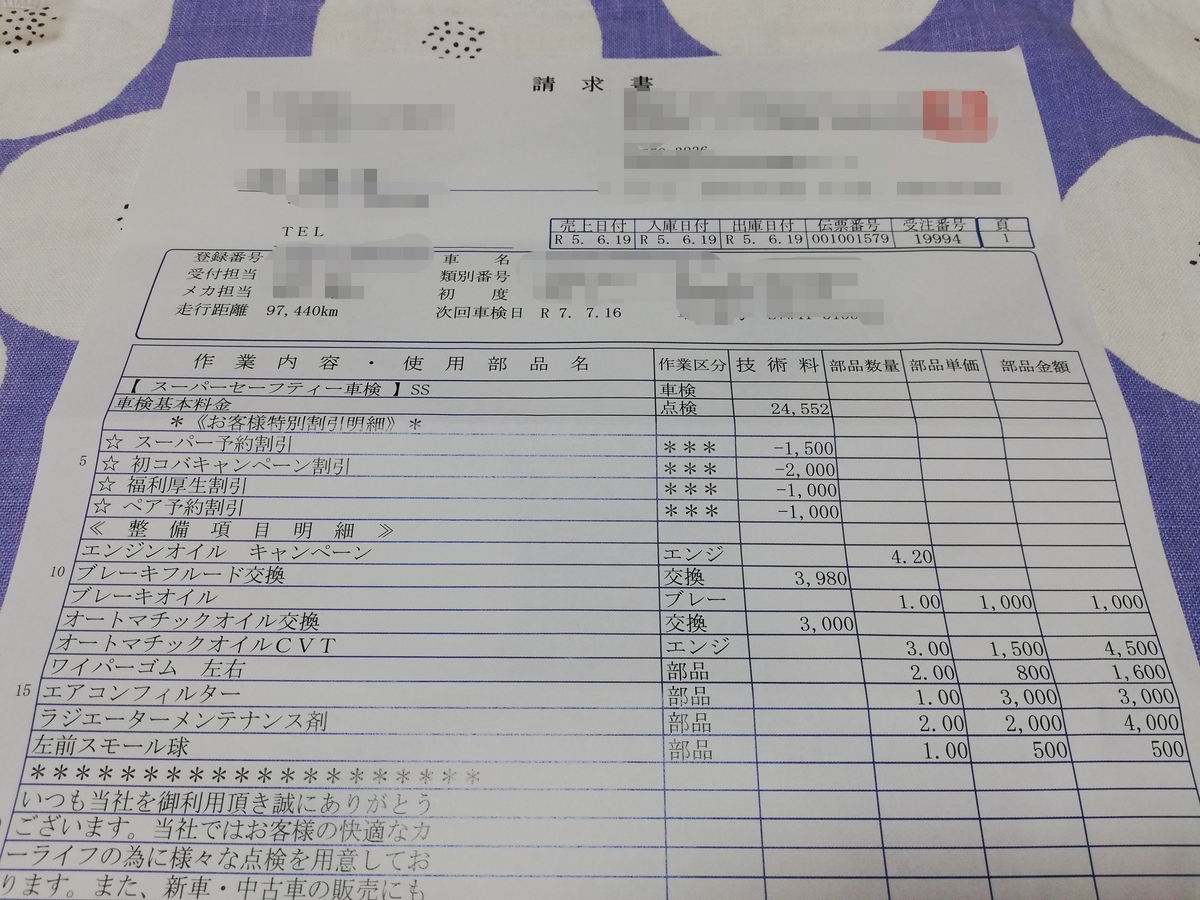 請求書
TEL
売上日付 入庫日付 出庫日付 伝票番号 受注番号 頁
R 5. 6.19 R 5. 6.19 R 5. 6.19 001001579 19994 1
登録番号 車名
受付担当 類別番号
メカ担当 初度
走行距離 97,440km 次回車検日 R 7. 7.16
作業内容・使用部品名 作業区分 技術料 部品数量 部品単価 部品金額
【 スーパーセーフティー車検 】SS 車検
車検基本料金 点検 24,552
＊《お客様特別割引明細》＊
☆ スーパー予約割引 ＊＊＊ -1,500
5 ☆ 初コバキャンペーン割引 ＊＊＊ -2,000
☆ 福利厚生割引 ＊＊＊ -1,000
☆ ペア予約割引 ＊＊＊ -1,000
≪ 整備項目明細 ≫
エンジンオイル キャンペーン エンジ 4.20
10 ブレーキフルード交換 交換 3,980
ブレーキオイル ブレー 1.00 1,000 1,000
オートマチックオイル交換 交換 3,000
オートマチックオイルＣＶＴ エンジ 3.00 1,500 4,500
ワイパーゴム 左右 部品 2.00 800 1,600
15 エアコンフィルター 部品 1.00 3,000 3,000
ラジエーターメンテナンス剤 部品 2.00 2,000 4,000
左前スモール球 部品 1.00 500 500
＊＊＊＊＊＊＊＊＊＊＊＊＊＊＊＊＊＊＊＊
いつも当社を御利用頂き誠にありがとう
ございます。当社ではお客様の快適なカ
ーライフの為に様々な点検を用意してお
ります。また、新車・中古車の販売にも